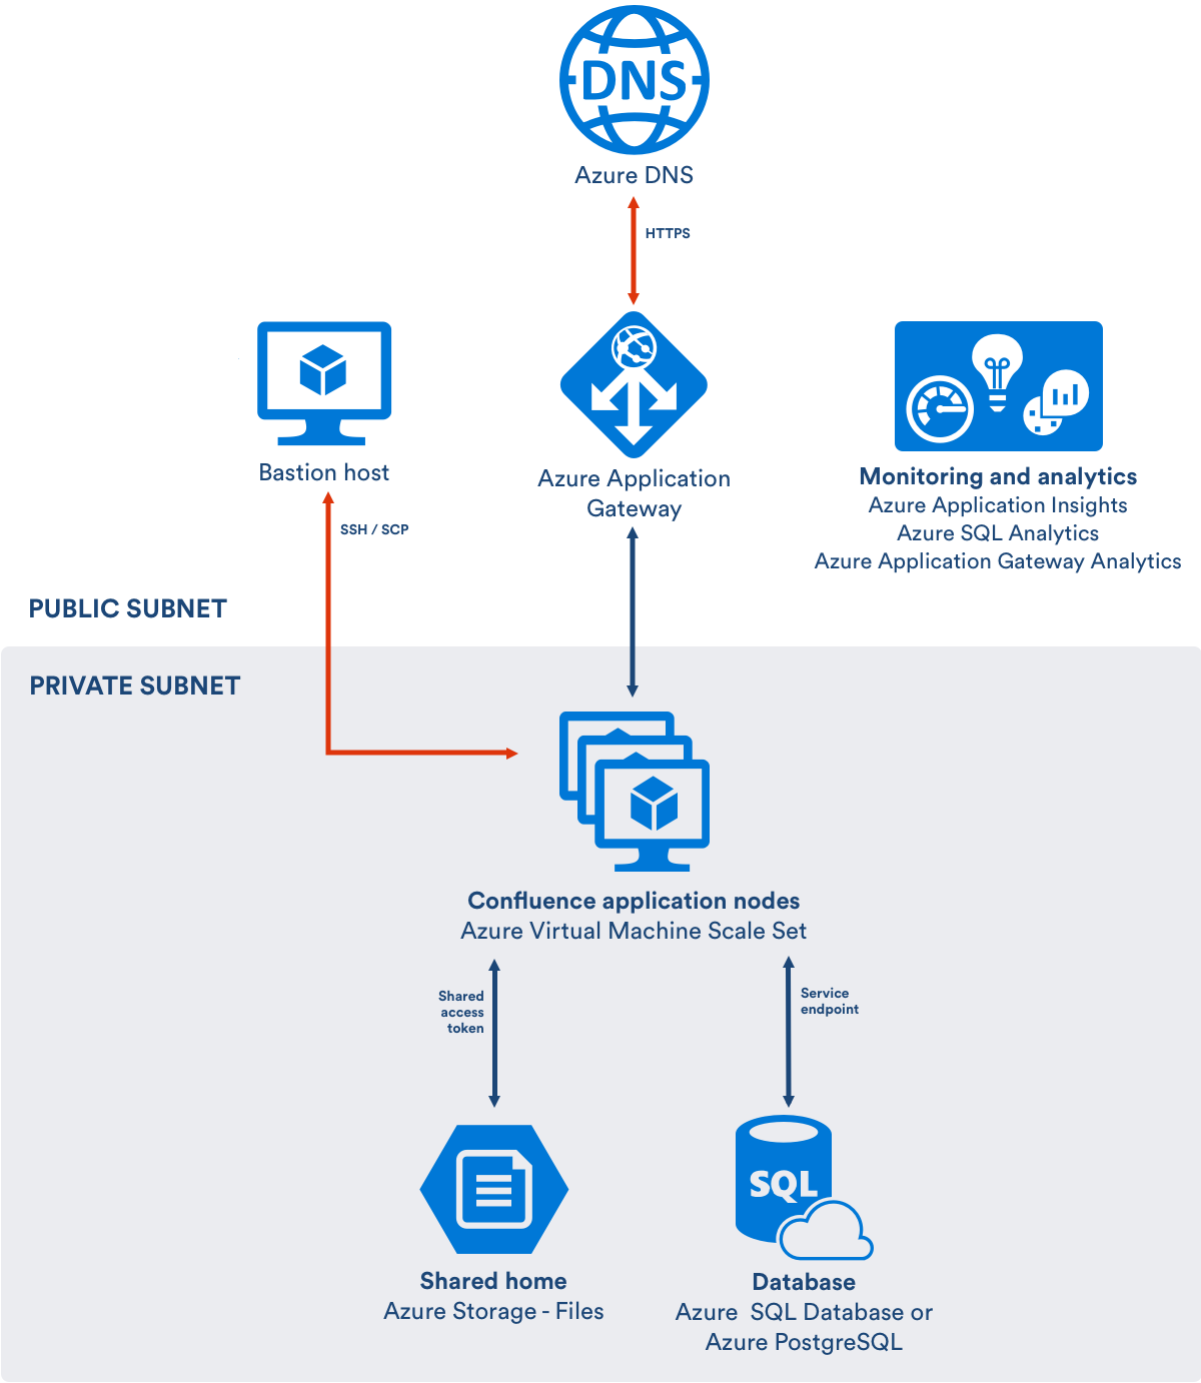 DNS
Azure DNS
HTTPS
Bastion host
SSH / SCP
Azure Application
Gateway
Monitoring and analytics
Azure Application Insights
Azure SQL Analytics
Azure Application Gateway Analytics
PUBLIC SUBNET
PRIVATE SUBNET
Confluence application nodes
Azure Virtual Machine Scale Set
Shared
access
token
Service
endpoint
SQL
Shared home
Azure Storage - Files
Database
Azure SQL Database or
Azure PostgreSQL